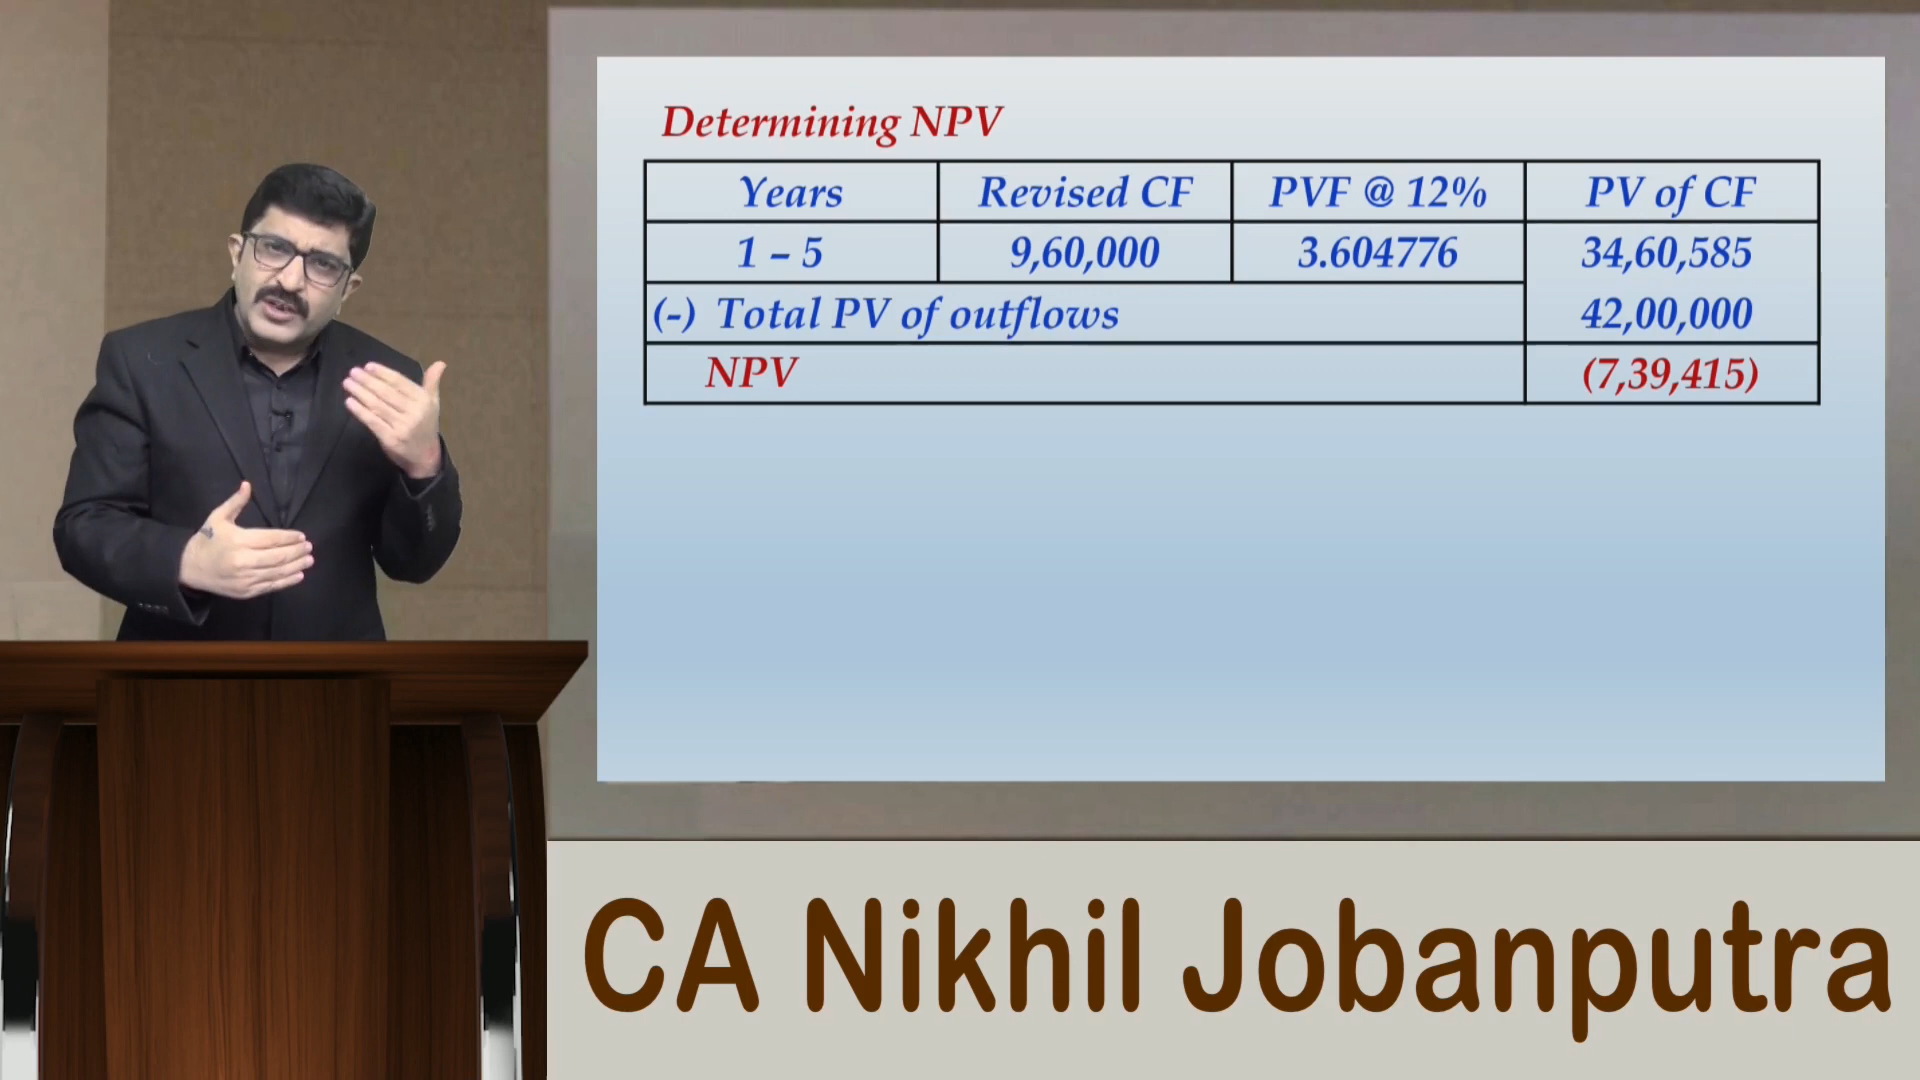 Determining NPV
Years Revised CF PVF @ 12% PV of CF
1 – 5 9,60,000 3.604776 34,60,585
(-) Total PV of outflows 42,00,000
NPV (7,39,415)
CA Nikhil Jobanputra